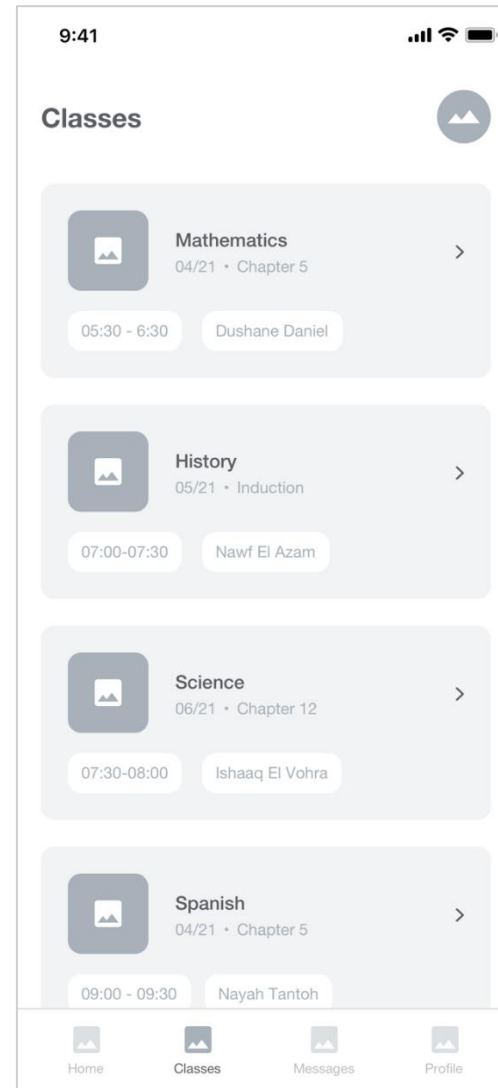 9:41
Classes
Mathematics
04/21 • Chapter 5
05:30 - 6:30 Dushane Daniel
History
05/21 • Induction
07:00-07:30 Nawf El Azam
Science
06/21 • Chapter 12
07:30-08:00 Ishaaq El Vohra
Spanish
04/21 • Chapter 5
09:00 - 09:30 Nayah Tantoh
Home Classes Messages Profile